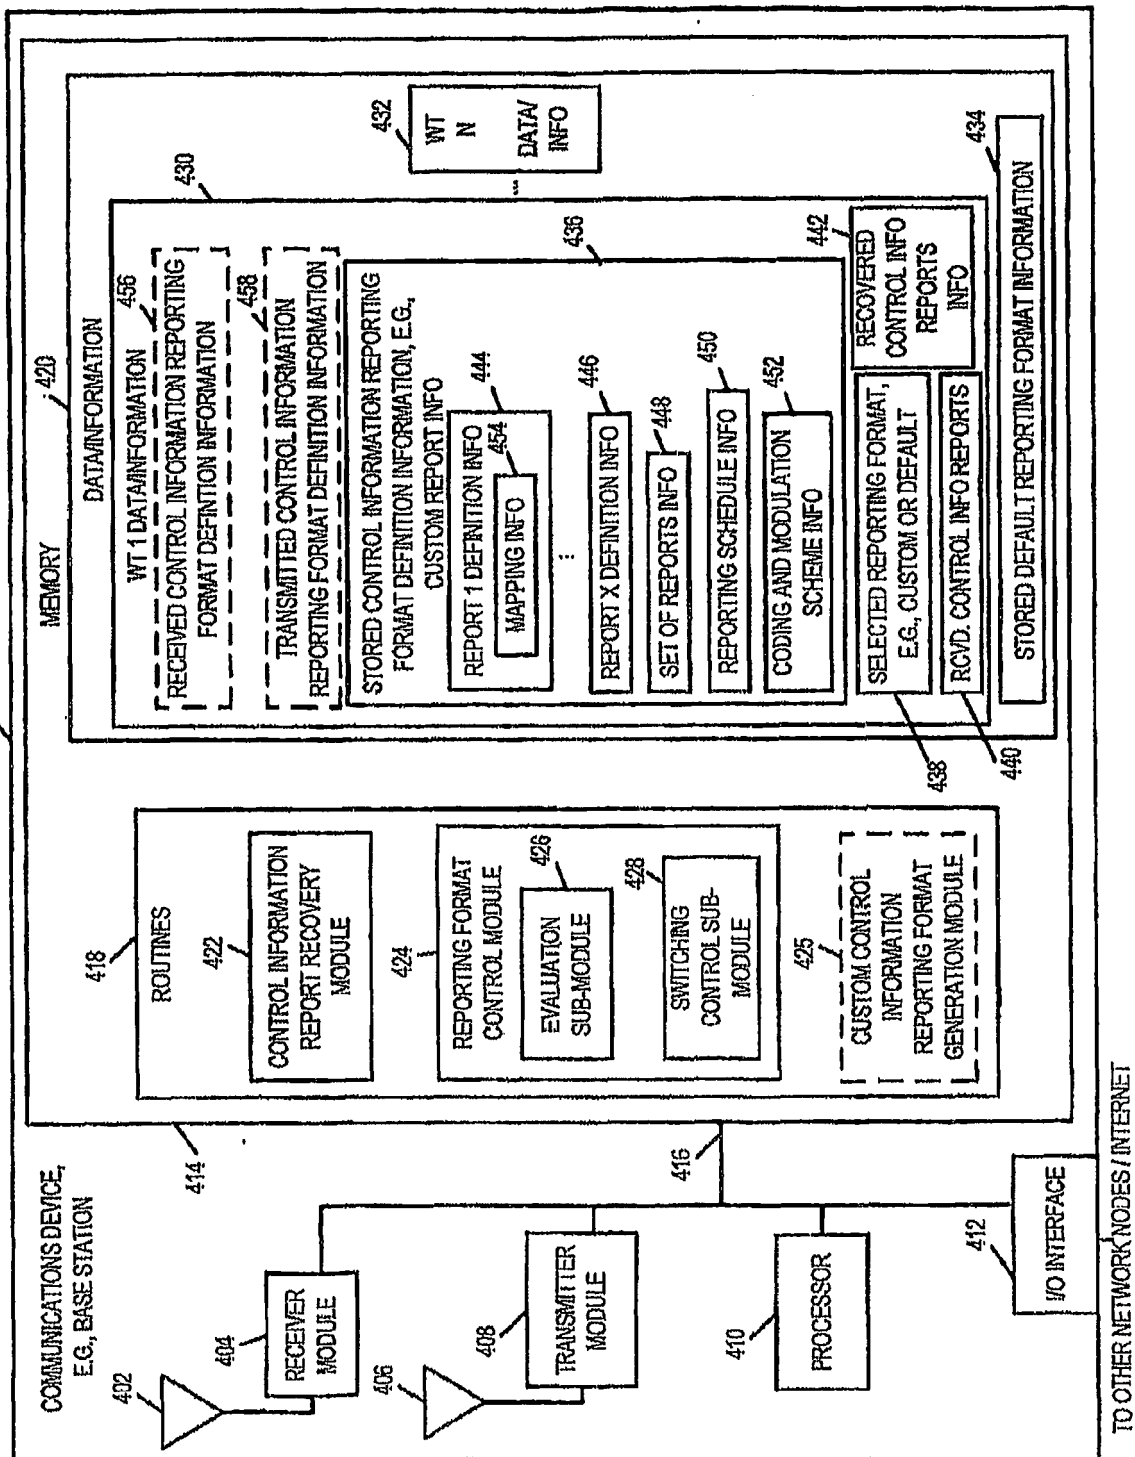 COMMUNICATIONS DEVICE,
E.G., BASE STATION
402
404
RECEIVER
MODULE
406
408
TRANSMITTER
MODULE
410
PROCESSOR
412
I/O INTERFACE
TO OTHER NETWORK NODES / INTERNET
416
414
MEMORY
418
ROUTINES
422
CONTROL INFORMATION
REPORT RECOVERY
MODULE
424
REPORTING FORMAT
CONTROL MODULE
426
EVALUATION
SUB-MODULE
428
SWITCHING
CONTROL SUB-
MODULE
425
CUSTOM CONTROL
INFORMATION
REPORTING FORMAT
GENERATION MODULE
420
DATA/INFORMATION
430
WT 1 DATA/INFORMATION
456
RECEIVED CONTROL INFORMATION REPORTING
FORMAT DEFINITION INFORMATION
458
TRANSMITTED CONTROL INFORMATION
REPORTING FORMAT DEFINITION INFORMATION
436
STORED CONTROL INFORMATION REPORTING
FORMAT DEFINITION INFORMATION, E.G.,
CUSTOM REPORT INFO
444
REPORT 1 DEFINITION INFO
454
MAPPING INFO
...
446
REPORT X DEFINITION INFO
448
SET OF REPORTS INFO
450
REPORTING SCHEDULE INFO
452
CODING AND MODULATION
SCHEME INFO
438
SELECTED REPORTING FORMAT,
E.G., CUSTOM OR DEFAULT
440
RCVD. CONTROL INFO REPORTS
442
RECOVERED
CONTROL INFO
REPORTS
INFO
...
432
WT
N
DATA/
INFO
434
STORED DEFAULT REPORTING FORMAT INFORMATION